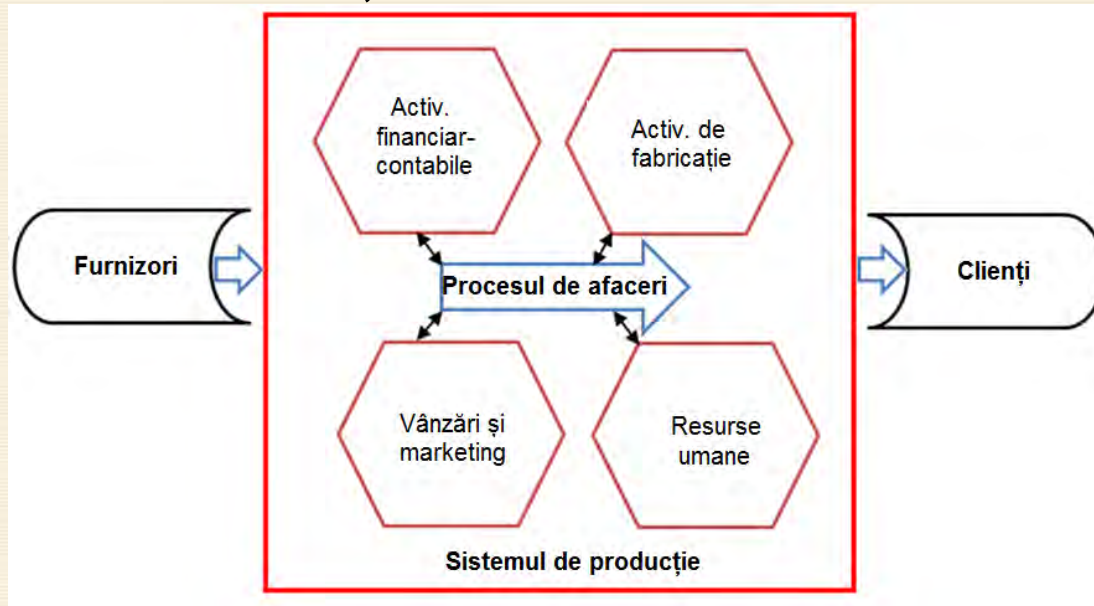 Activ.
financiar-
contabile
Activ. de
fabricație
Furnizori
Procesul de afaceri
Clienți
Vânzări și
marketing
Resurse
umane
Sistemul de producție